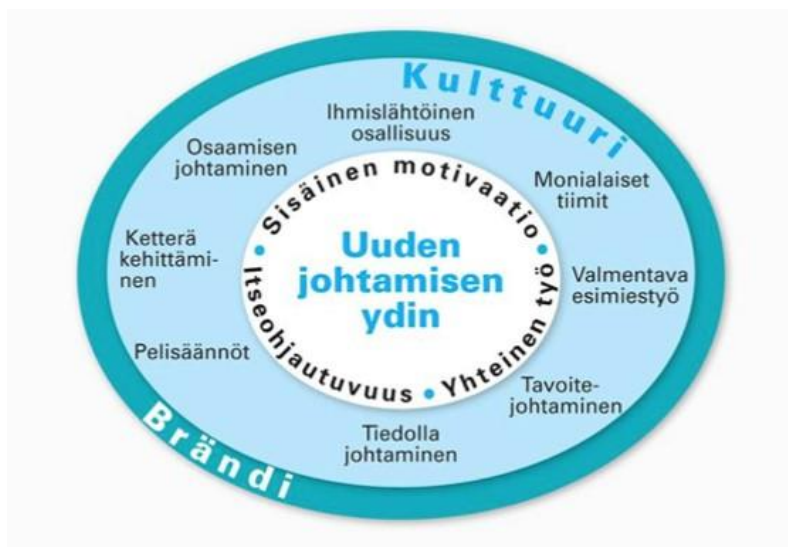 Kulttuuri
Ihmislähtöinen
osallisuus
Monialaiset
tiimit
Valmentava
esimiestyö
Tavoite-
johtaminen
Tiedolla
johtaminen
Pelisäännöt
Ketterä
kehittämi-
nen
Osaamisen
johtaminen
Sisäinen motivaatio •
Yhteinen työ •
Itseohjautuvuus •
Uuden
johtamisen
ydin
Brändi